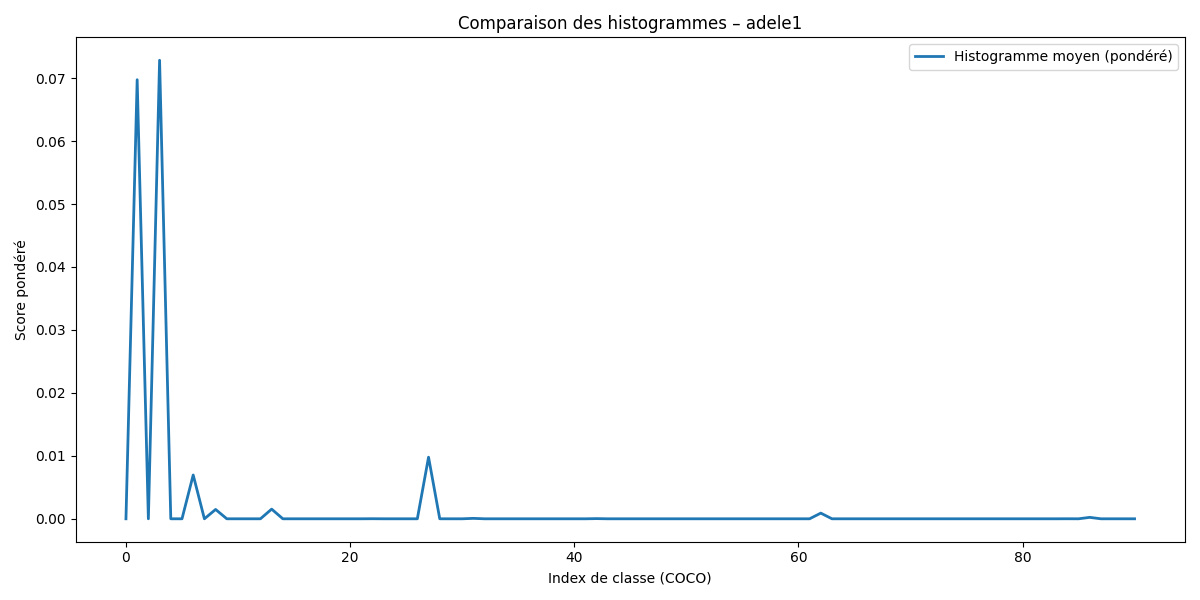 Comparaison des histogrammes – adele1
Histogramme moyen (pondéré)
Score pondéré
0.07
0.06
0.05
0.04
0.03
0.02
0.01
0.00
0 20 40 60 80
Index de classe (COCO)